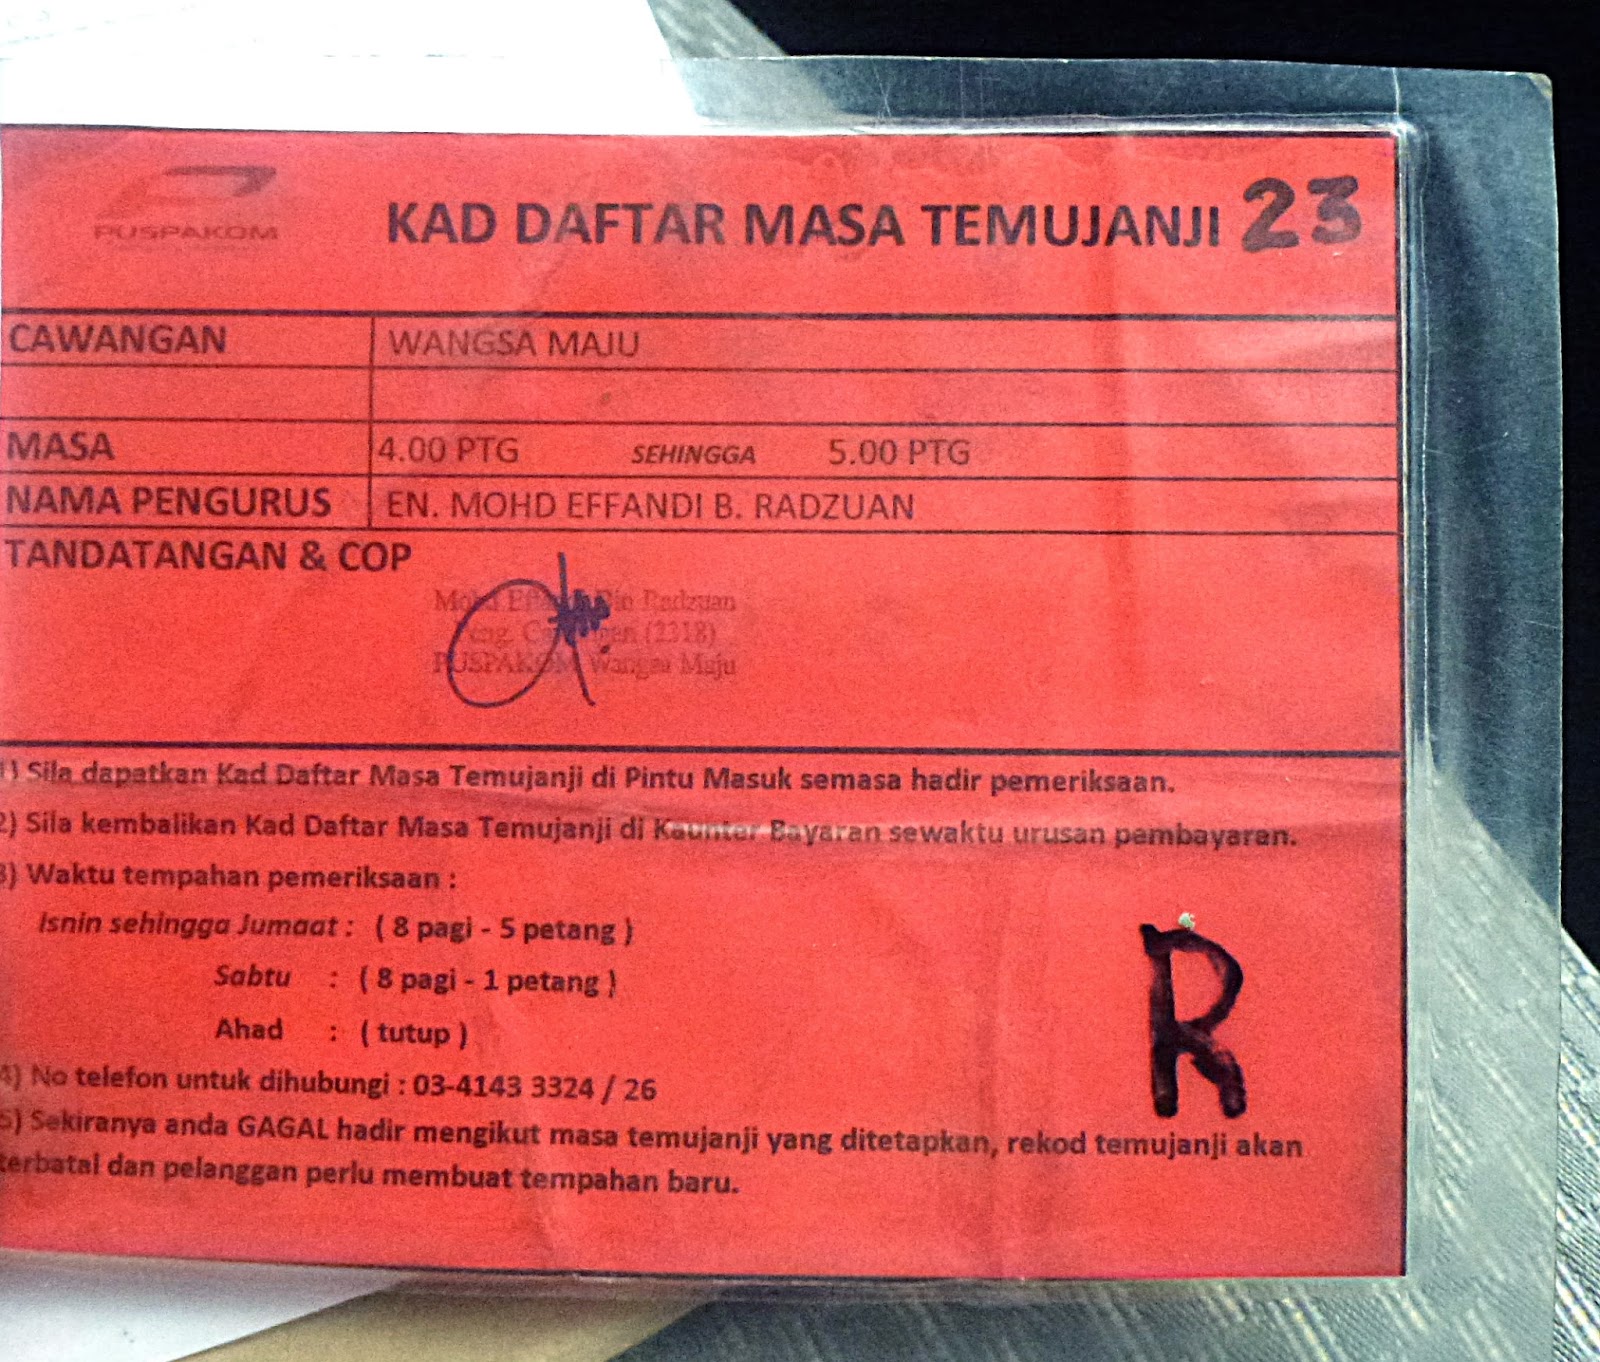 PUSPAKOM
KAD DAFTAR MASA TEMUJANJI 23
CAWANGAN WANGSA MAJU
MASA 4.00 PTG SEHINGGA 5.00 PTG
NAMA PENGURUS EN. MOHD EFFANDI B. RADZUAN
TANDATANGAN & COP
Mohd Bin Radzuan
(2318)
PUSPAKOM Wangsa Maju
1) Sila dapatkan Kad Daftar Masa Temujanji di Pintu Masuk semasa hadir pemeriksaan.
2) Sila kembalikan Kad Daftar Masa Temujanji di Kaunter Bayaran sewaktu urusan pembayaran.
3) Waktu tempahan pemeriksaan :
Isnin sehingga Jumaat : ( 8 pagi - 5 petang )
Sabtu : ( 8 pagi - 1 petang )
Ahad : ( tutup )
R
4) No telefon untuk dihubungi : 03-4143 3324 / 26
5) Sekiranya anda GAGAL hadir mengikut masa temujanji yang ditetapkan, rekod temujanji akan
terbatal dan pelanggan perlu membuat tempahan baru.